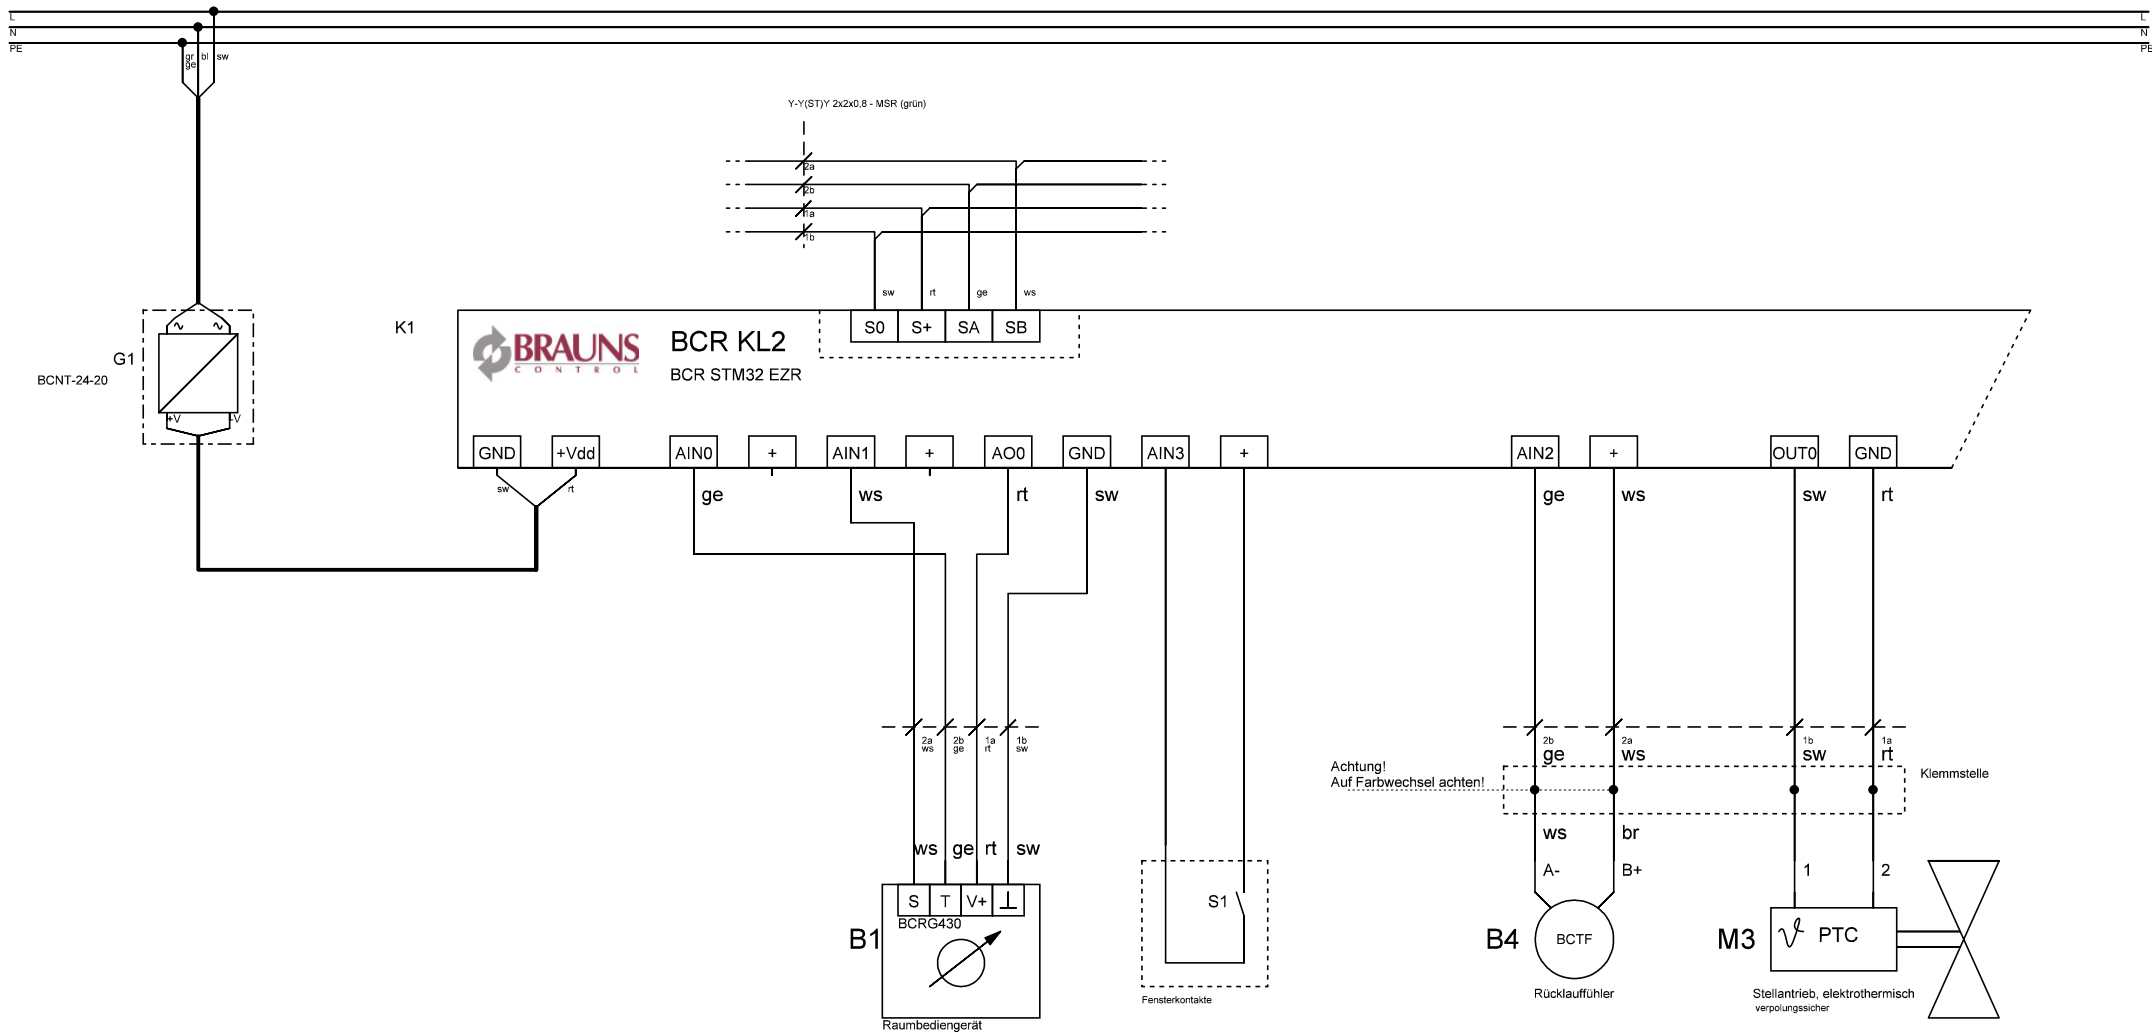 L L
N N
PE PE
gr bl sw
ge
Y-Y(ST)Y 2x2x0,8 - MSR (grün)
2a
2b
1a
1b
sw rt ge ws
K1
BRAUNS
CONTROL
BCR KL2
BCR STM32 EZR
S0 S+ SA SB
~ ~
G1
BCNT-24-20
+V -V
GND +Vdd AIN0 + AIN1 + AO0 GND AIN3 + AIN2 + OUT0 GND
sw rt ge ws rt sw ge ws sw rt
2a 2b 1a 1b
ws ge rt sw
2b 2a 1b 1a
ge ws sw rt
Achtung!
Auf Farbwechsel achten!
Klemmstelle
ws br
ws ge rt sw
A- B+ 1 2
S T V+
BCRG430
B1
S1
B4
BCTF
M3
PTC
Fensterkontakte
Rücklauffühler
Stellantrieb, elektrothermisch
verpolungssicher
Raumbediengerät